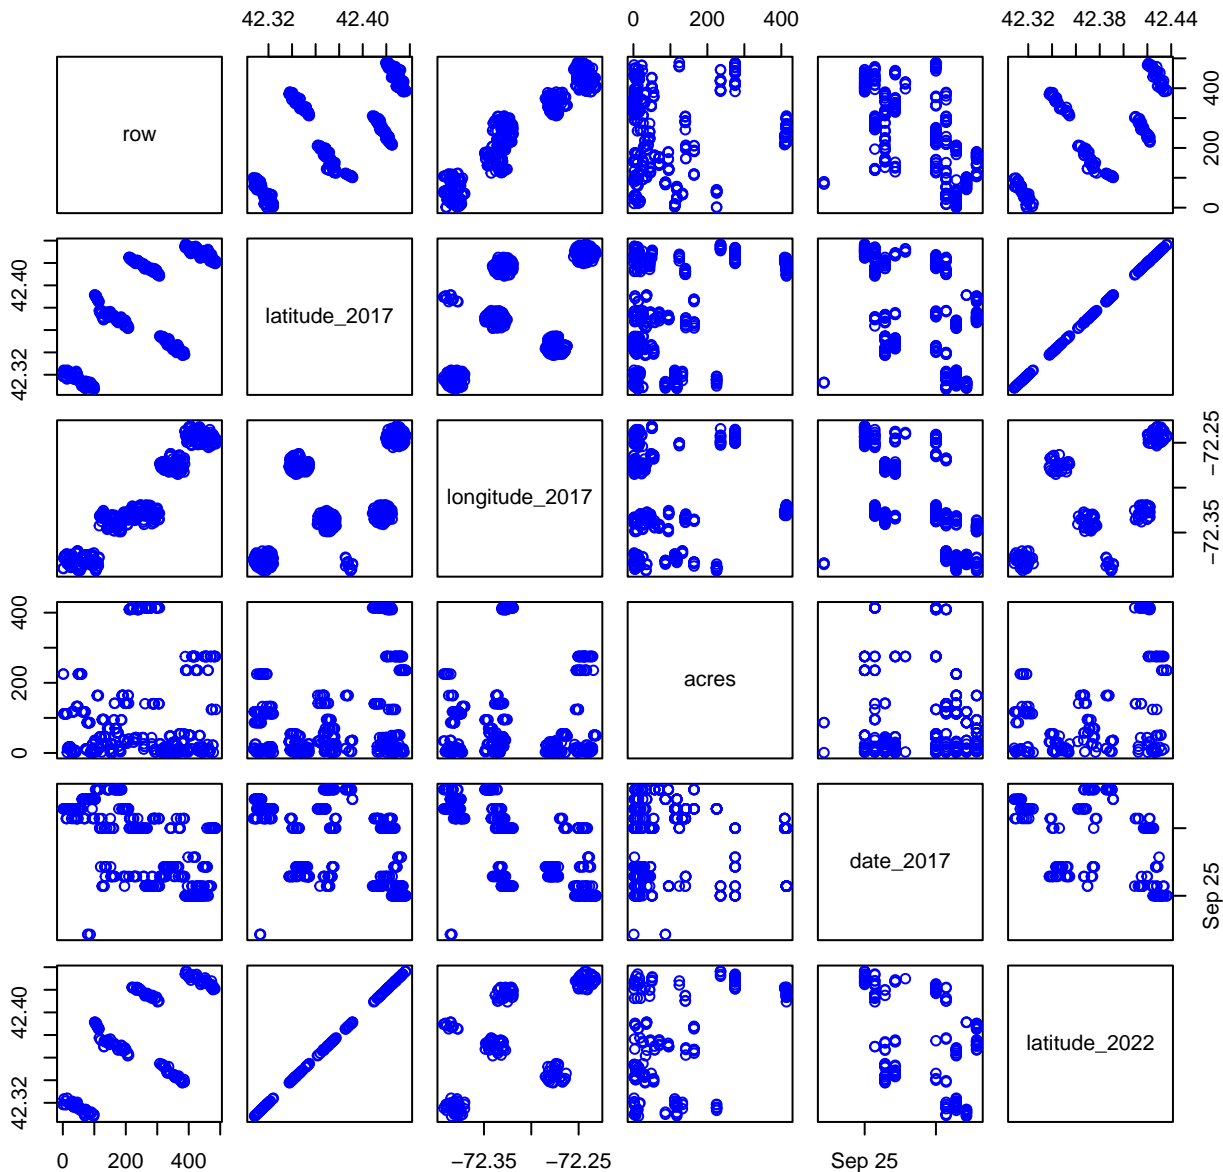 42.32 42.40 0 200 400 42.32 42.38 42.44
row
0 200 400
42.32 42.40
latitude_2017
longitude_2017
-72.35 -72.25
0 200 400
acres
date_2017
Sep 25
42.32 42.40
latitude_2022
0 200 400 -72.35 -72.25 Sep 25